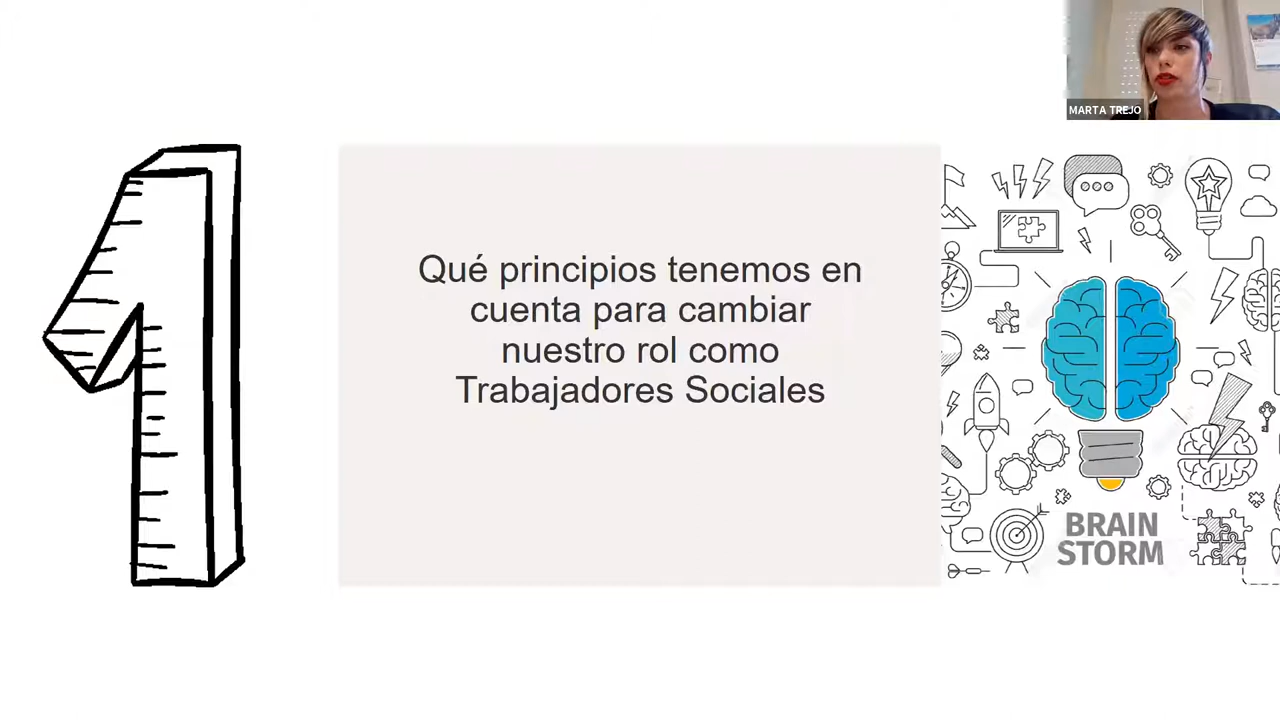 MARTA TREJO
Qué principios tenemos en
cuenta para cambiar
nuestro rol como
Trabajadores Sociales
BRAIN
STORM